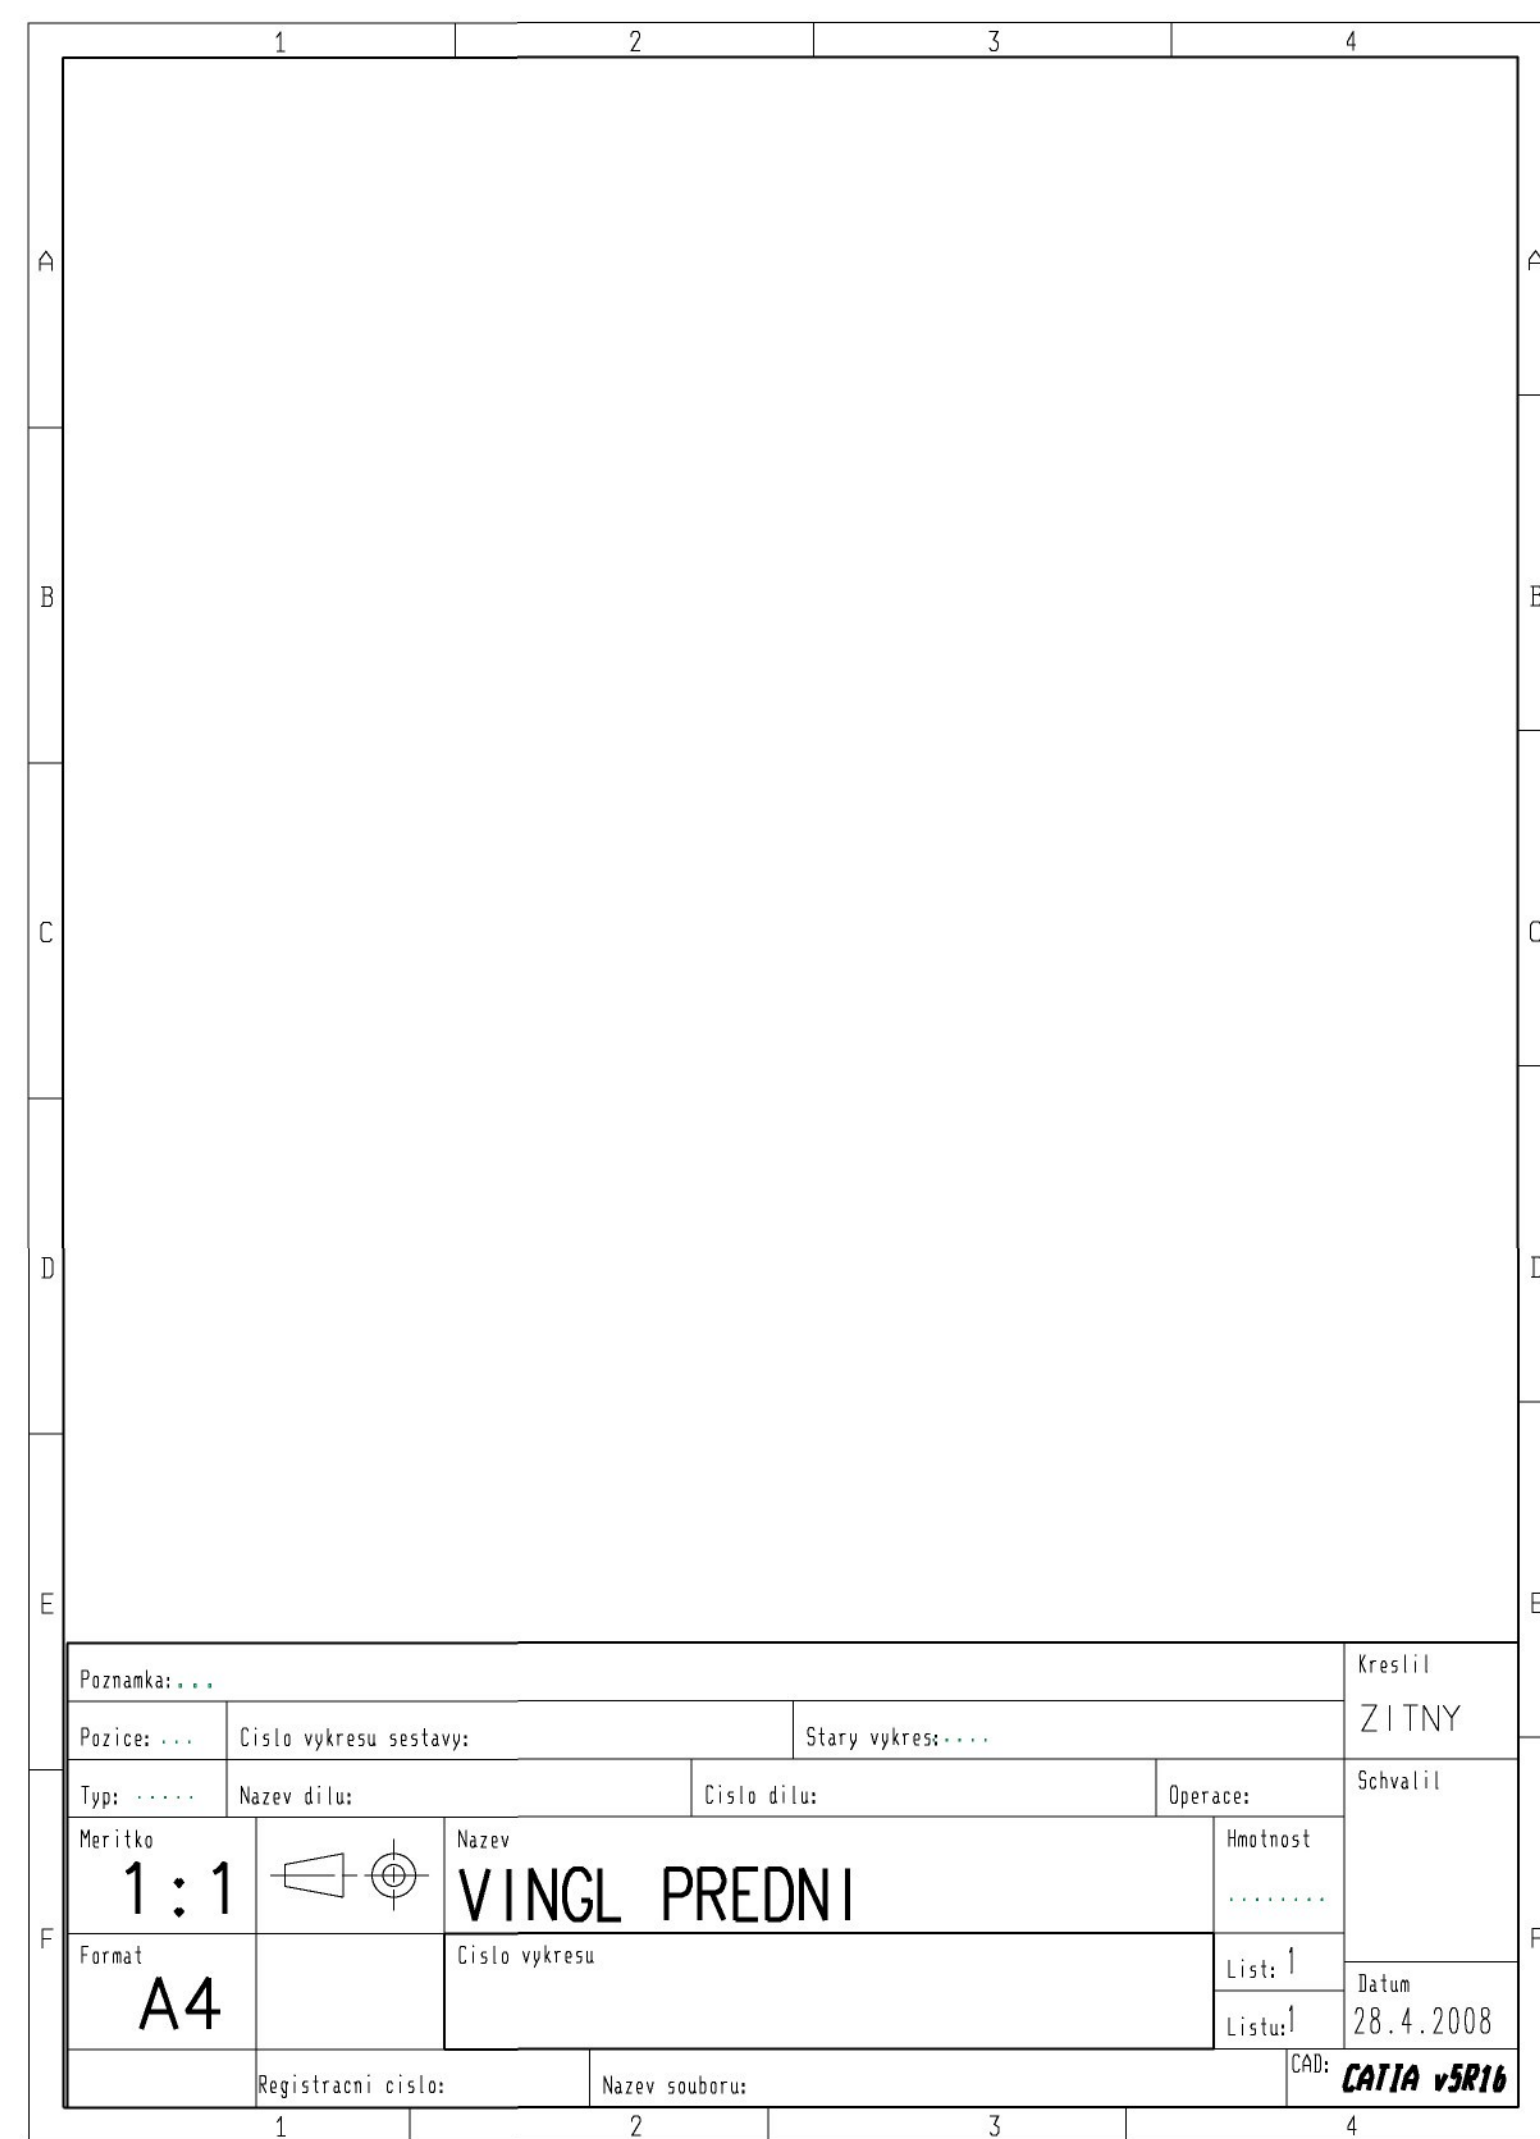 1 2 3 4
A A
B B
C C
D D
E E
Poznamka:...
Kreslil
ZITNY
Pozice: ... Cislo vykresu sestavy: Stary vykres:....
Typ: ..... Nazev dilu: Cislo dilu: Operace:
Schvalil
Meritko
1:1
Nazev
VINGL PREDNI
Hmotnost
........
F F
Format
A4
Cislo vykresu
List: 1
Listu:1
Datum
28.4.2008
Registracni cislo: Nazev souboru: CAD: CATIA v5R16
1 2 3 4